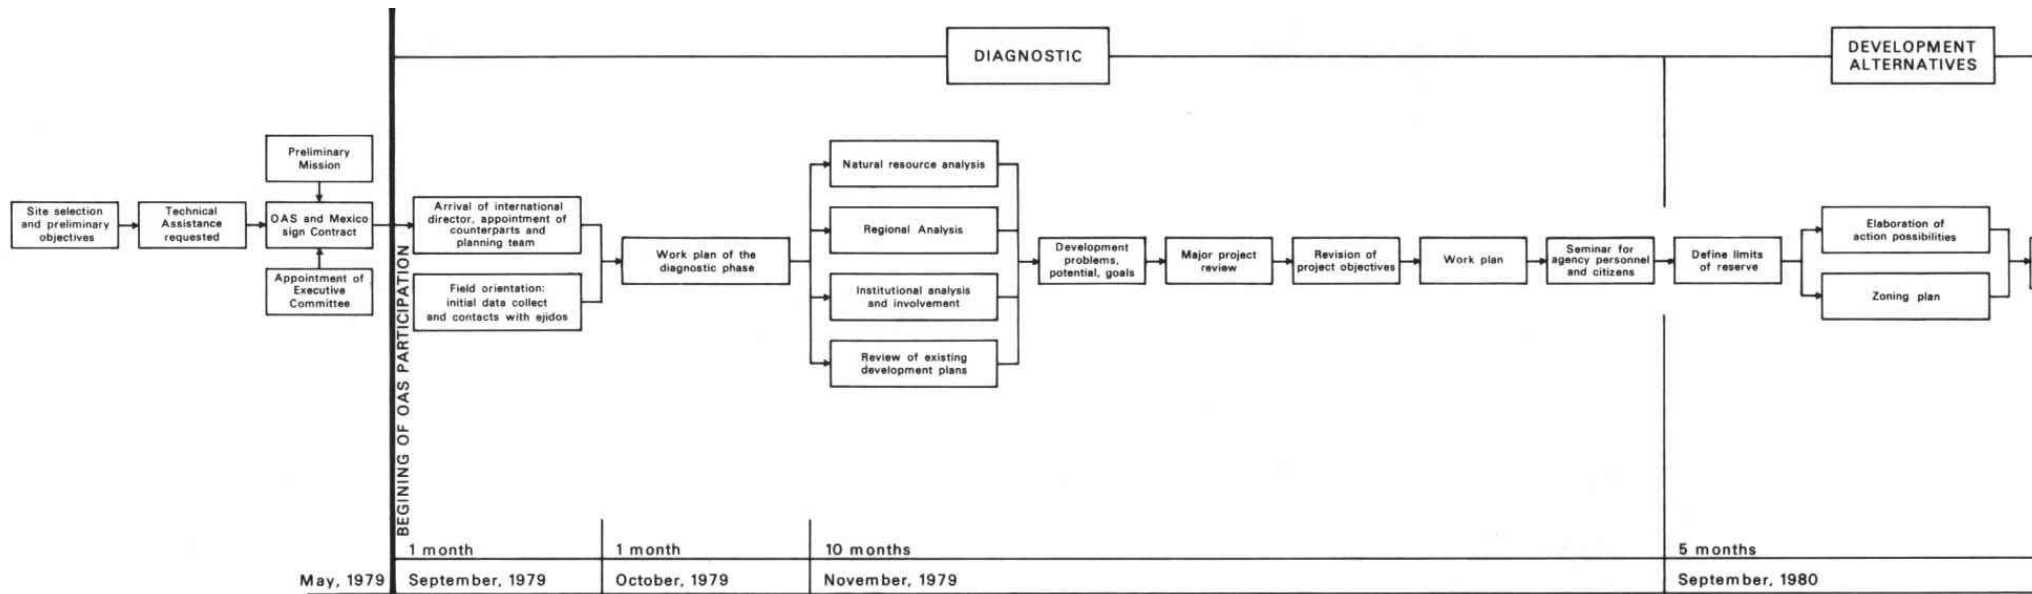 DIAGNOSTIC
DEVELOPMENT
ALTERNATIVES
Site selection
and preliminary
objectives
Technical
Assistance
requested
Preliminary
Mission
OAS and Mexico
sign Contract
Appointment of
Executive
Committee
BEGINING OF OAS PARTICIPATION
Arrival of international
director, appointment of
counterparts and
planning team
Field orientation:
initial data collect
and contacts with ejidos
Work plan of the
diagnostic phase
Natural resource analysis
Regional Analysis
Institutional analysis
and involvement
Review of existing
development plans
Development
problems,
potential, goals
Major project
review
Revision of
project objectives
Work plan
Seminar for
agency personnel
and citizens
Define limits
of reserve
Elaboration of
action possibilities
Zoning plan
1 month
1 month
10 months
5 months
May, 1979
September, 1979
October, 1979
November, 1979
September, 1980